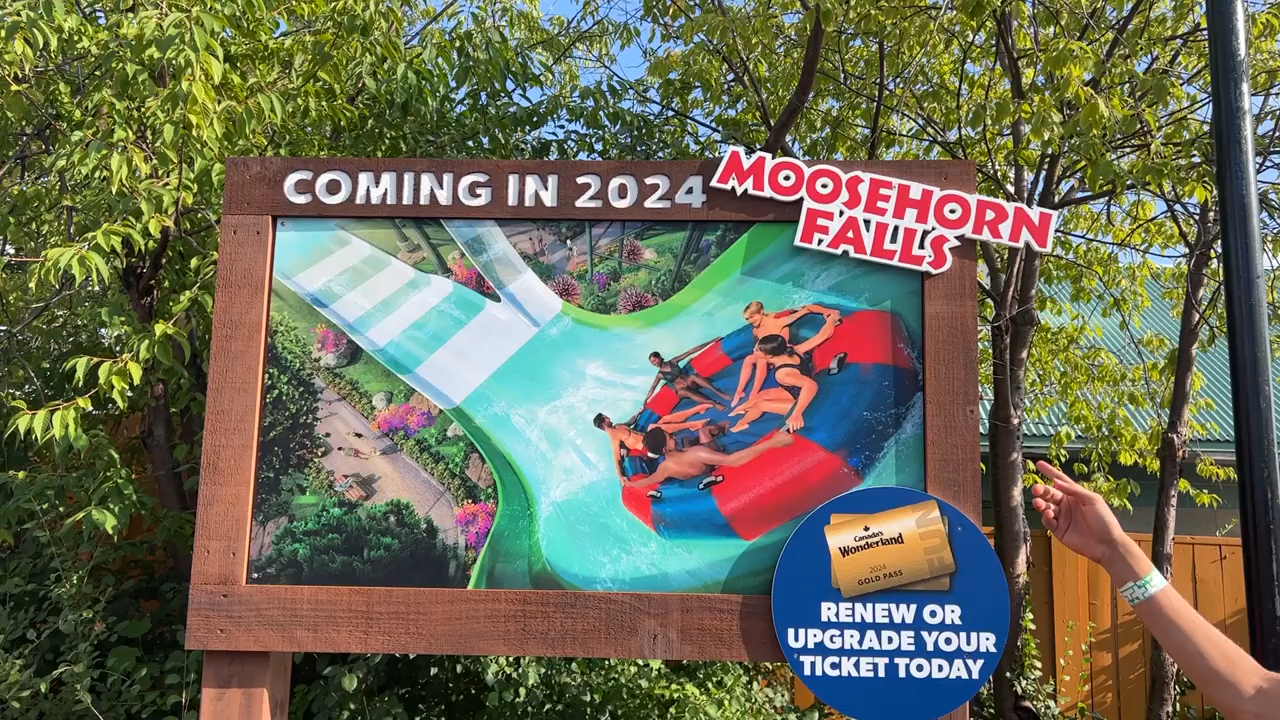 COMING IN 2024
MOOSEHORN
FALLS
Canada's
Wonderland
2024
GOLD PASS
RENEW OR
UPGRADE YOUR
TICKET TODAY